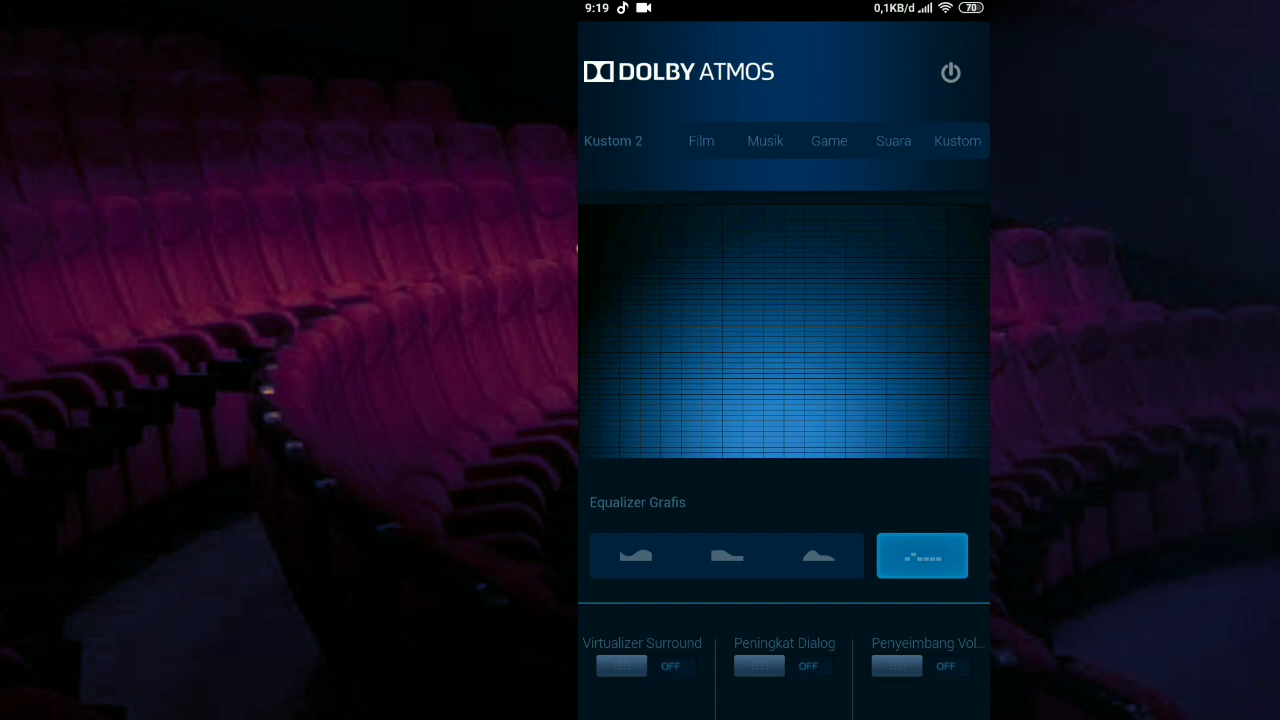 9:19 0,1KB/d 70
DOLBY ATMOS
Kustom 2 Film Musik Game Suara Kustom
Equalizer Grafis
Virtualizer Surround Peningkat Dialog Penyeimbang Vol...
OFF OFF OFF